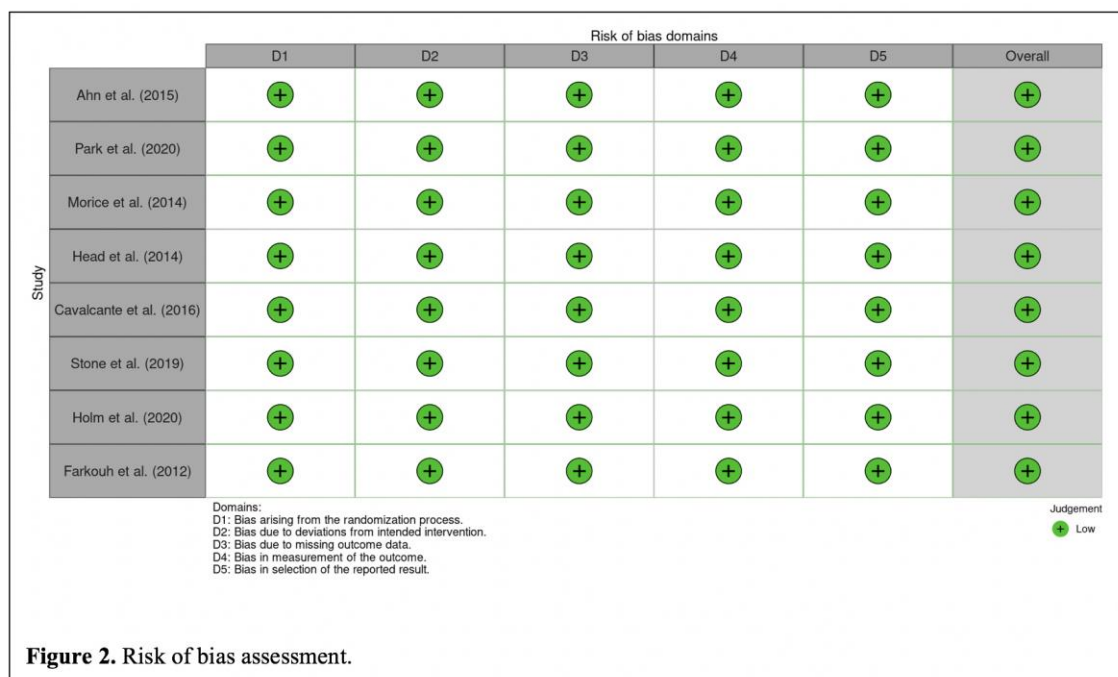 Risk of bias domains
D1 D2 D3 D4 D5 Overall
Study
Ahn et al. (2015) + + + + + +
Park et al. (2020) + + + + + +
Morice et al. (2014) + + + + + +
Head et al. (2014) + + + + + +
Cavalcante et al. (2016) + + + + + +
Stone et al. (2019) + + + + + +
Holm et al. (2020) + + + + + +
Farkouh et al. (2012) + + + + + +
Domains:
D1: Bias arising from the randomization process.
D2: Bias due to deviations from intended intervention.
D3: Bias due to missing outcome data.
D4: Bias in measurement of the outcome.
D5: Bias in selection of the reported result.
Judgement
+ Low
Figure 2. Risk of bias assessment.